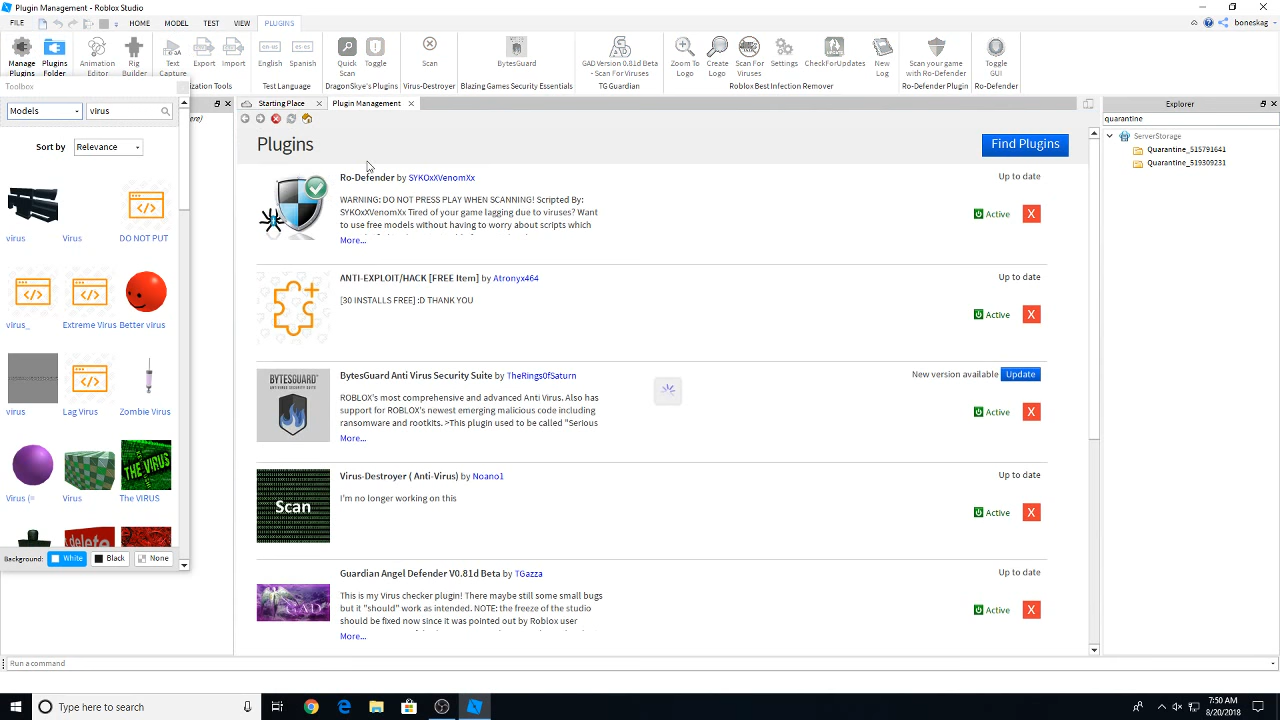 Plugin Management - Roblox Studio
FILE HOME MODEL TEST VIEW PLUGINS
boneskag
Manage Plugins
Plugins Folder
Animation Editor
Rig Builder
Text Capture
Export
Import
English
Spanish
Quick Scan
Toggle
Scan
BytesGuard
GAD Version 0.81d Beta - Scan For Viruses
Zoom To Logo
Create Logo
Scan For Viruses
Settings
CheckForUpdates
New Log
Scan your game with Ro-Defender
Toggle GUI
Test Language
DragonSkye's Plugins
Virus-Destroyer
Blazing Games Security Essentials
TG Guardian
Roblox Best Infection Remover
Ro-Defender Plugin
Ro-Defender
Toolbox
Models
virus
Sort by Relevance
virus
Virus
DO NOT PUT
virus_
Extreme Virus
Better virus
virus
Lag Virus
Zombie Virus
Virus
The VIRUS
THE VIRUS
Background: White Black None
Starting Place
Plugin Management
Plugins
Find Plugins
Ro-Defender by SYKOxXVenomXx
Up to date
WARNING: DO NOT PRESS PLAY WHEN SCANNING! Scripted By:
SYKOxXVenomXx Tired of your game lagging due to viruses? Want
to use free models without having to worry about scripts which
More...
Active X
ANTI-EXPLOIT/HACK [FREE Item] by Atronyx464
Up to date
[30 INSTALLS FREE] :D THANK YOU
Active X
BytesGuard Anti Virus Security Suite by TheRings0fSaturn
New version available Update
BYTESGUARD
ROBLOX's most comprehensive and advanced Anti Virus. Also has
support for ROBLOX's newest emerging malicious code including
ransomware and rootkits. >This plugin used to be called "Serious
More...
Active X
Virus-Destroyer ( Anti-Virus) by Noano1
Up to date
I'm no longer working on this
Scan
Active X
Guardian Angel Defender V0.81d Beta by TGazza
Up to date
This is my Virus checker plugin! There maybe still some small bugs
but it "should" work as intended. NOTE: the freeze of the studio
should be fixed now since it was pointed out by Roblox user
GAD
More...
Active X
Explorer
quarantine
ServerStorage
Quarantine_515791641
Quarantine_519309231
Run a command
Type here to search
7:50 AM
8/20/2018